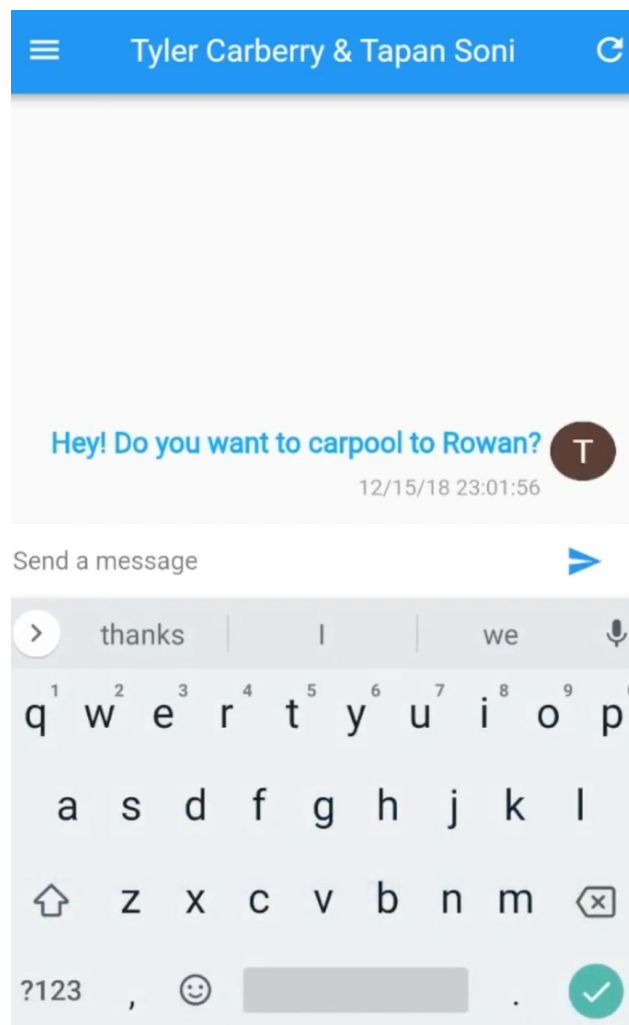 Tyler Carberry & Tapan Soni
Hey! Do you want to carpool to Rowan?
T
12/15/18 23:01:56
Send a message
thanks I we
1 2 3 4 5 6 7 8 9
q w e r t y u i o p
a s d f g h j k l
z x c v b n m
?123 , .